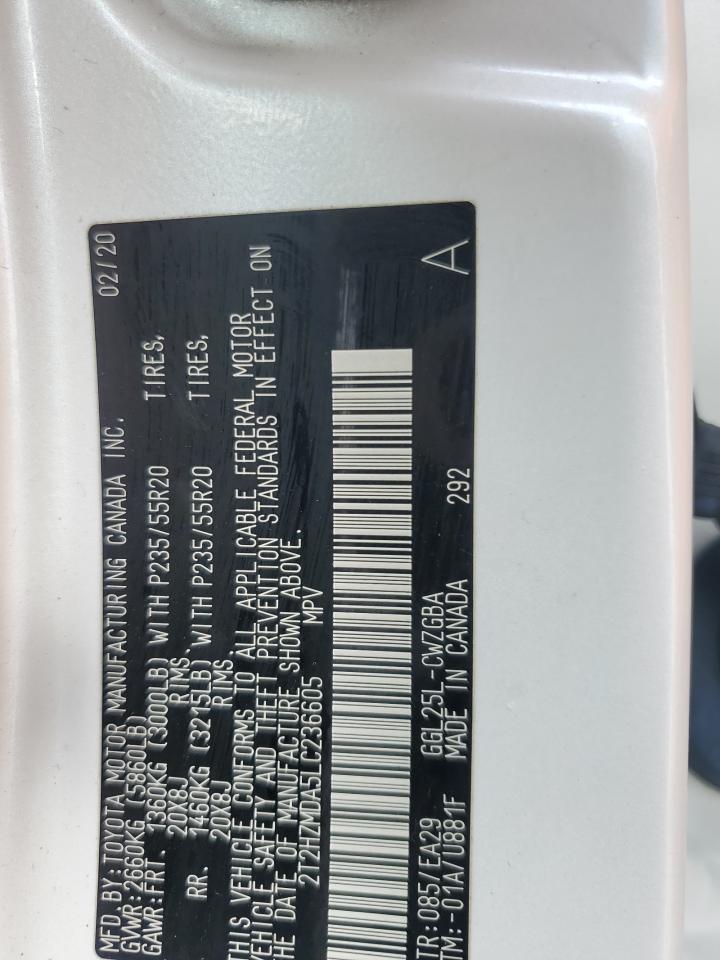 MFD.BY:TOYOTA MOTOR MANUFACTURING CANADA INC. 02/20
GVWR:2660KG (5860LB)
GAWR:FRT. 1360KG (3000LB) WITH P235/55R20 TIRES,
20X8J RIMS
RR. 1460KG (3215LB) WITH P235/55R20 TIRES,
20X8J RIMS
THIS VEHICLE CONFORMS TO ALL APPLICABLE FEDERAL MOTOR
VEHICLE SAFETY AND THEFT PREVENTION STANDARDS IN EFFECT ON
THE DATE OF MANUFACTURE SHOWN ABOVE.
2T2HZMDA5LC236605 MPV
TR:085/EA29 GGL25L-CWZGBA A
TM:-01A/U881F MADE IN CANADA 292